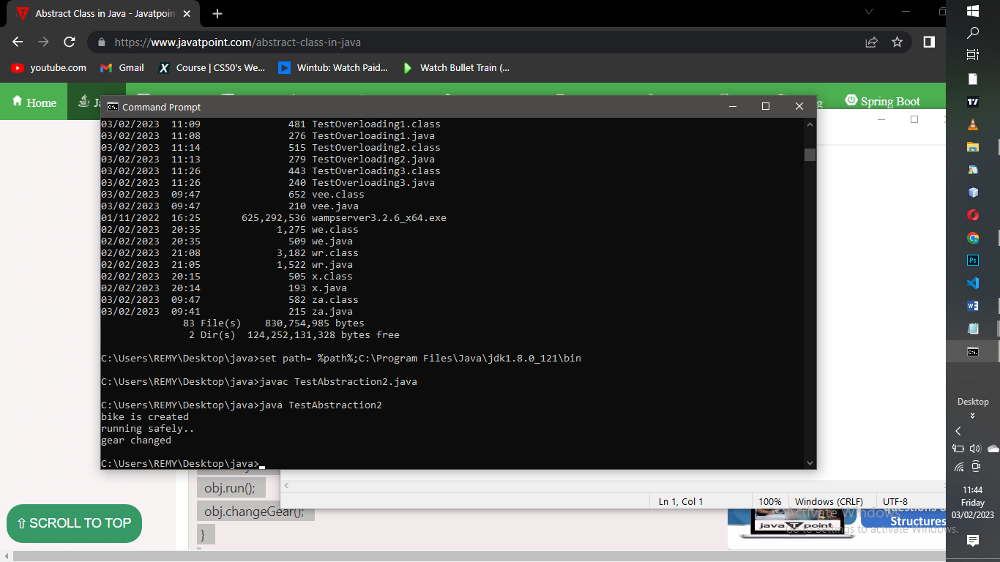 Abstract Class in Java - Javatpoin
https://www.javatpoint.com/abstract-class-in-java
youtube.com
Gmail
Course | CS50's We...
Wintub: Watch Paid...
Watch Bullet Train (...
Home
Spring Boot
Command Prompt
03/02/2023  11:09               481 TestOverloading1.class
03/02/2023  11:08               276 TestOverloading1.java
03/02/2023  11:14               515 TestOverloading2.class
03/02/2023  11:13               279 TestOverloading2.java
03/02/2023  11:26               443 TestOverloading3.class
03/02/2023  11:26               240 TestOverloading3.java
03/02/2023  09:47               652 vee.class
03/02/2023  09:47               210 vee.java
01/11/2022  16:25       625,292,536 wampserver3.2.6_x64.exe
02/02/2023  20:35             1,275 we.class
02/02/2023  20:35               509 we.java
02/02/2023  21:08             3,182 wr.class
02/02/2023  21:05             1,522 wr.java
02/02/2023  20:15               505 x.class
02/02/2023  20:14               193 x.java
03/02/2023  09:47               582 za.class
03/02/2023  09:41               215 za.java
83 File(s)    830,754,985 bytes
2 Dir(s)  124,252,131,328 bytes free
C:\Users\REMY\Desktop\java>set path= %path%;C:\Program Files\Java\jdk1.8.0_121\bin
C:\Users\REMY\Desktop\java>javac TestAbstraction2.java
C:\Users\REMY\Desktop\java>java TestAbstraction2
bike is created
running safely..
gear changed
C:\Users\REMY\Desktop\java>
obj.run();
obj.changeGear();
}
⇧ SCROLL TO TOP
Ln 1, Col 1
100%
Windows (CRLF)
UTF-8
Structures
java T point
Activate Windows
Go to Settings to activate Windows.
Ps
Desktop
11:44
Friday
03/02/2023